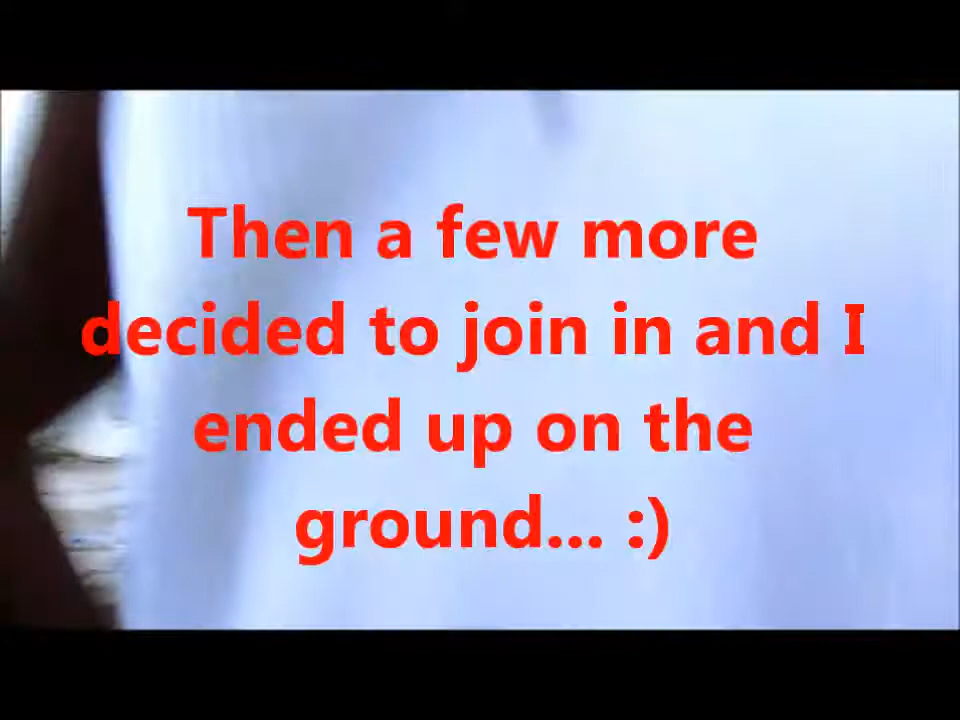 Then a few more
decided to join in and I
ended up on the
ground... :)